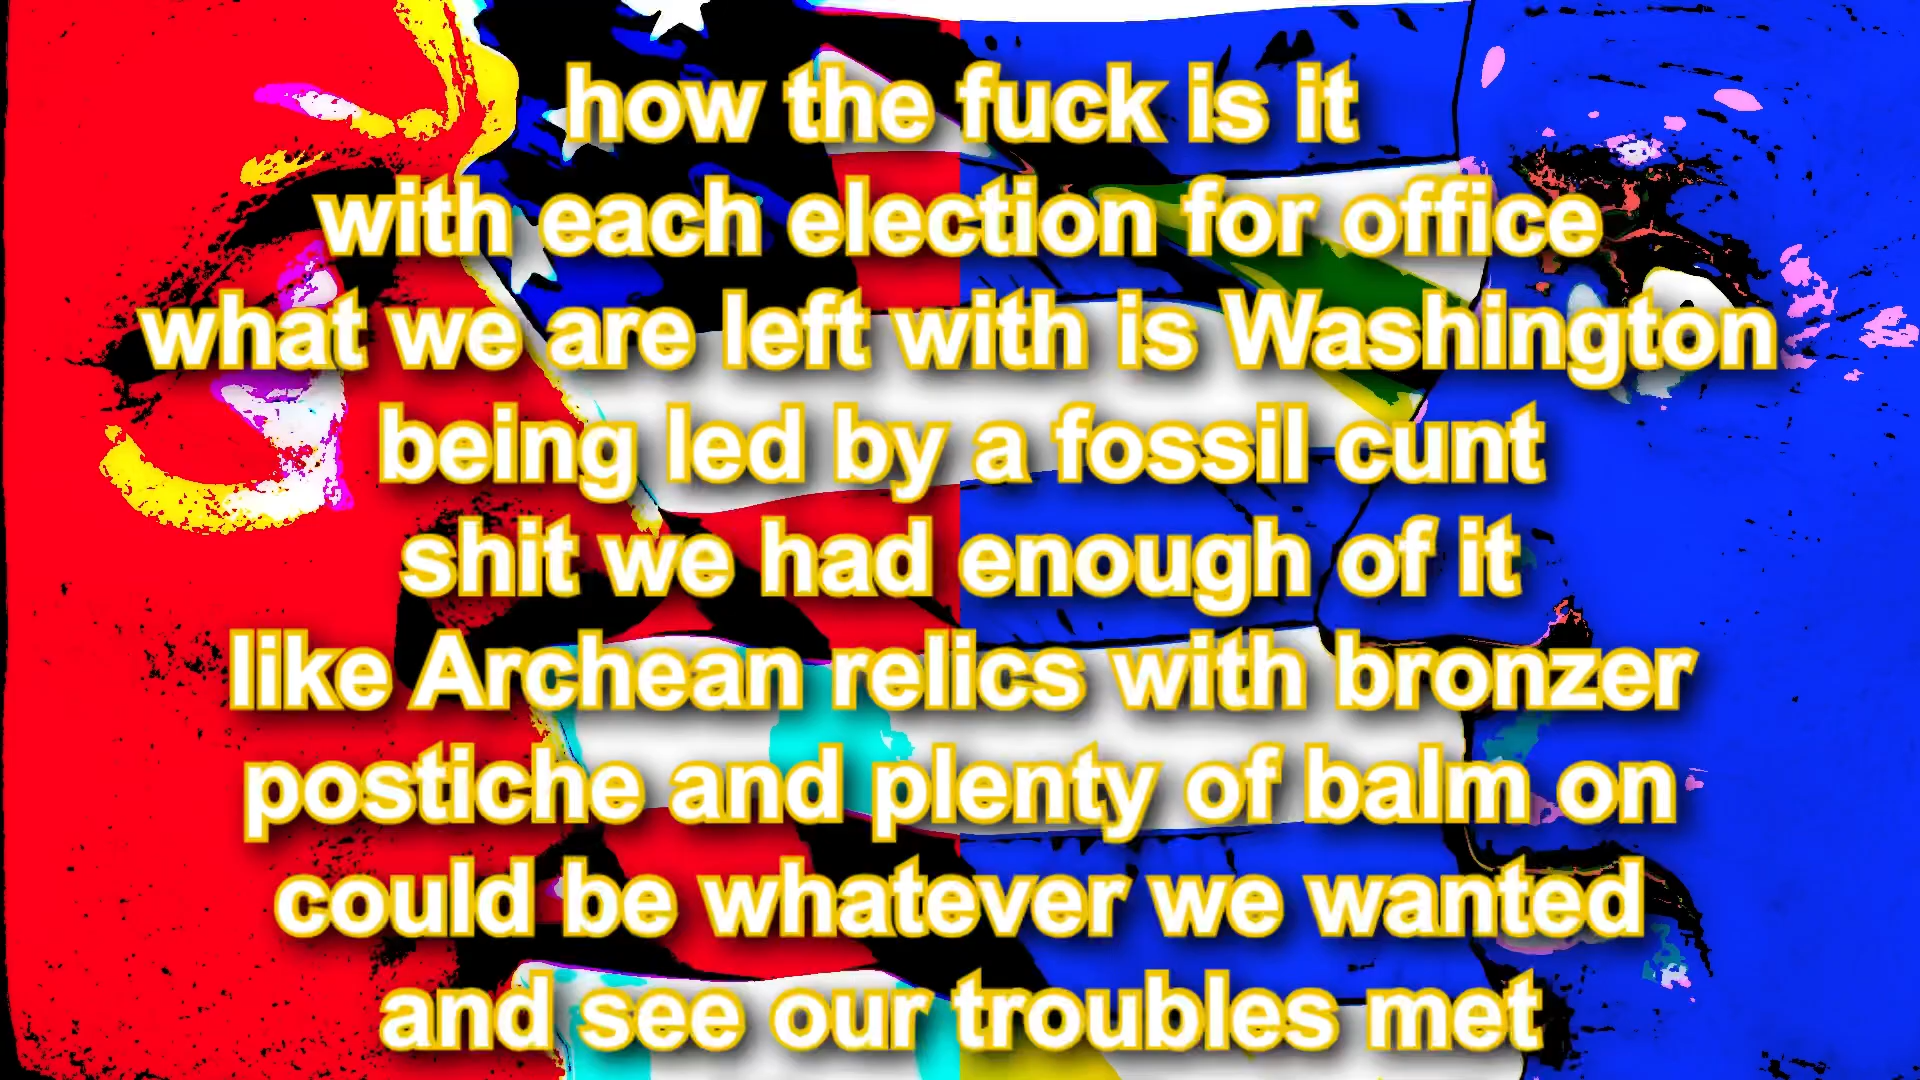 how the fuck is it
with each election for office
what we are left with is Washington
being led by a fossil cunt
shit we had enough of it
like Archean relics with bronzer
postiche and plenty of balm on
could be whatever we wanted
and see our troubles met